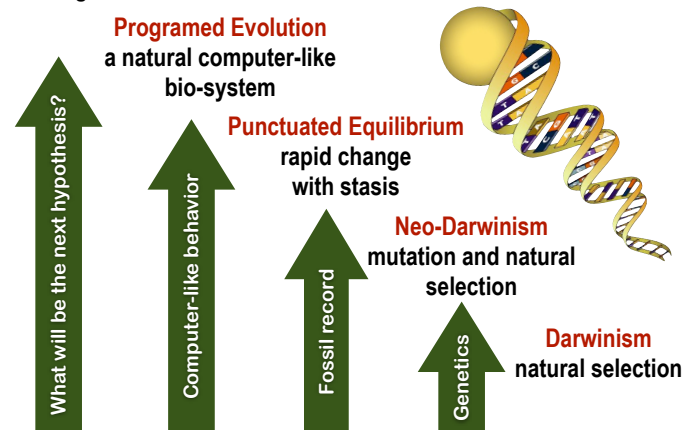 Programed Evolution
a natural computer-like
bio-system
Punctuated Equilibrium
rapid change
with stasis
Neo-Darwinism
mutation and natural
selection
Darwinism
natural selection
What will be the next hypothesis?
Computer-like behavior
Fossil record
Genetics